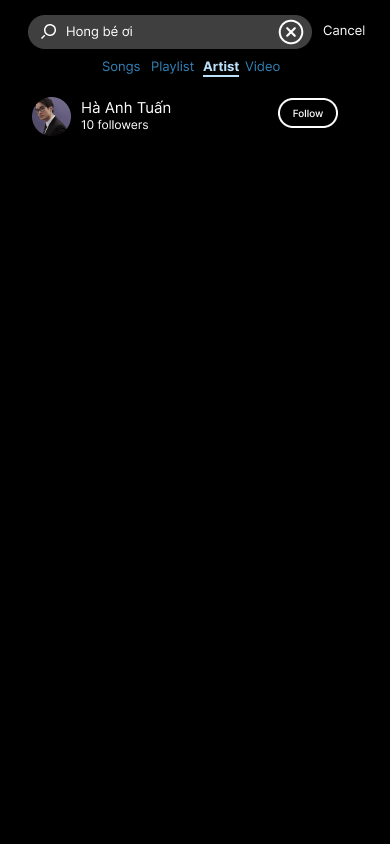 Hong bé ơi
Cancel
Songs Playlist Artist Video
Hà Anh Tuấn
10 followers
Follow